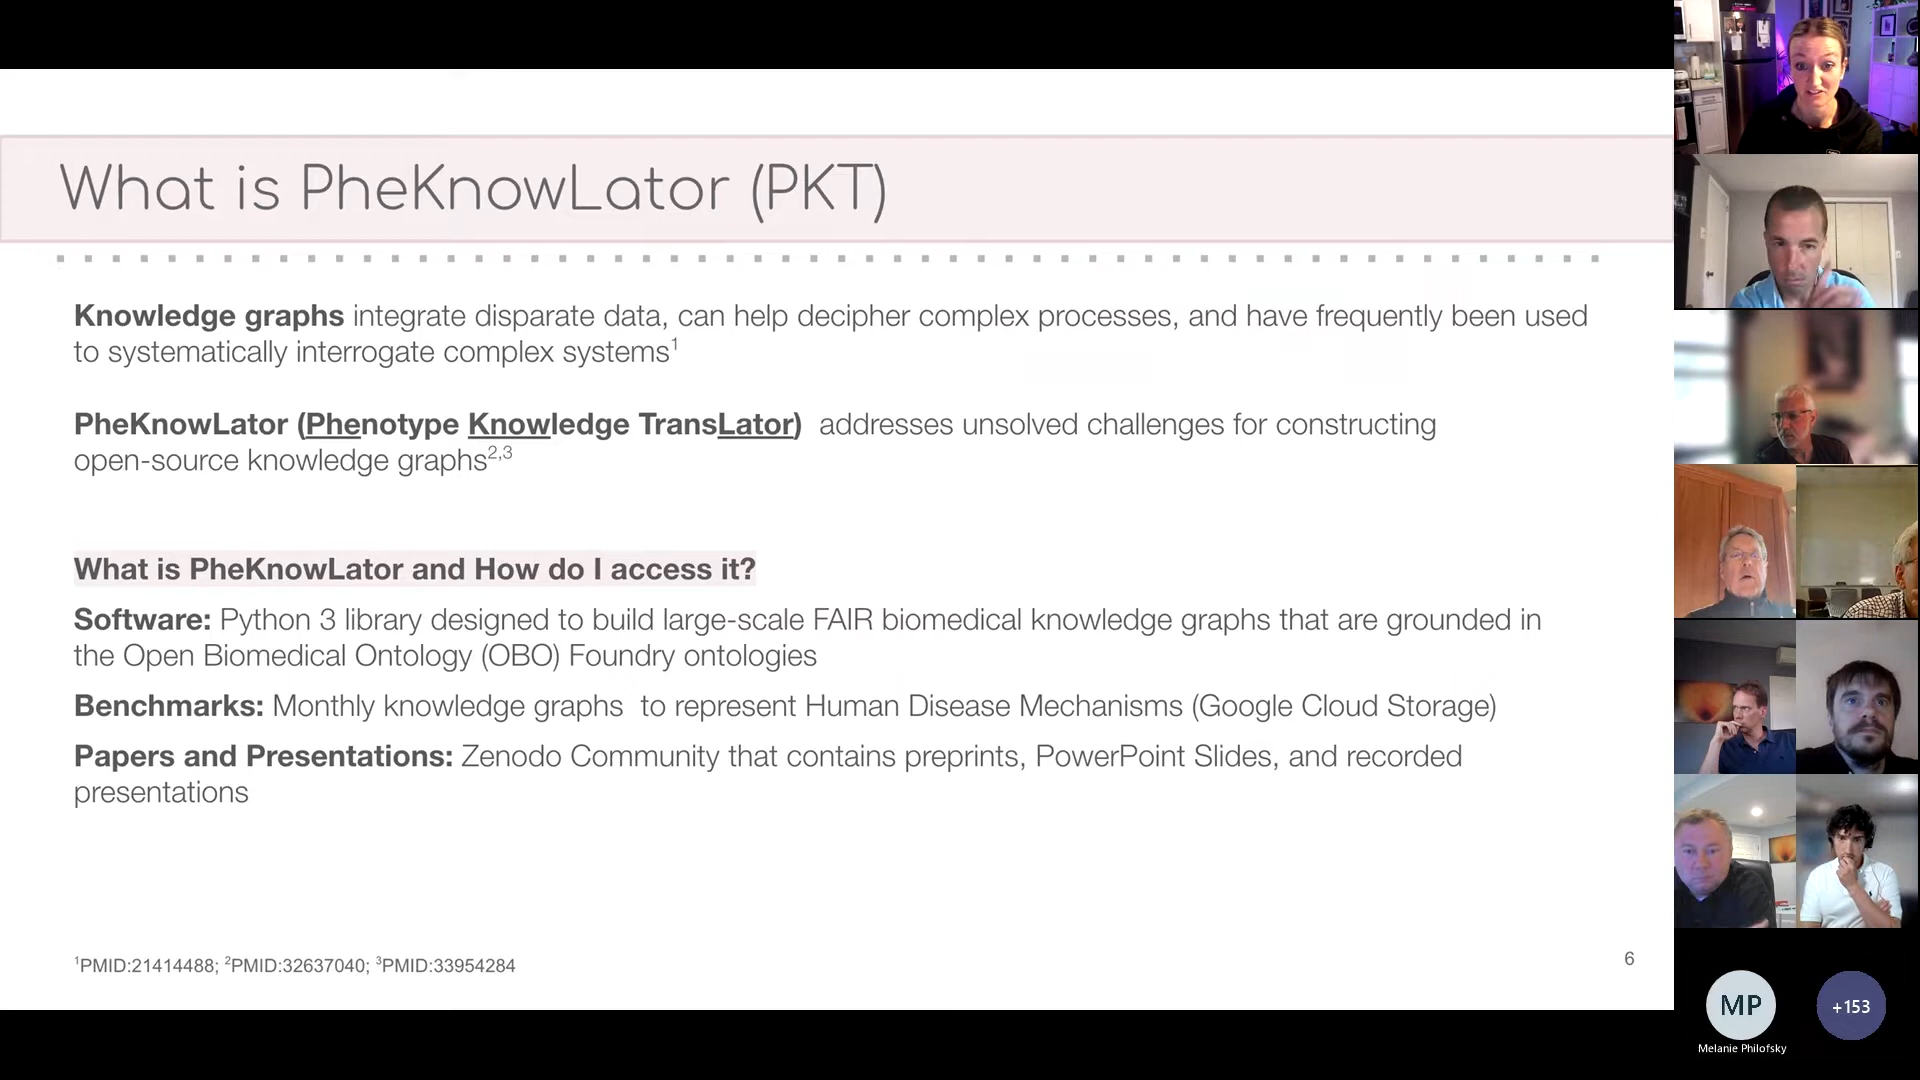 What is PheKnowLator (PKT)
Knowledge graphs integrate disparate data, can help decipher complex processes, and have frequently been used
to systematically interrogate complex systems¹
PheKnowLator (Phenotype Knowledge TransLator)  addresses unsolved challenges for constructing
open-source knowledge graphs²,³
What is PheKnowLator and How do I access it?
Software: Python 3 library designed to build large-scale FAIR biomedical knowledge graphs that are grounded in
the Open Biomedical Ontology (OBO) Foundry ontologies
Benchmarks: Monthly knowledge graphs  to represent Human Disease Mechanisms (Google Cloud Storage)
Papers and Presentations: Zenodo Community that contains preprints, PowerPoint Slides, and recorded
presentations
¹PMID:21414488; ²PMID:32637040; ³PMID:33954284
6
MP
+153
Melanie Philofsky